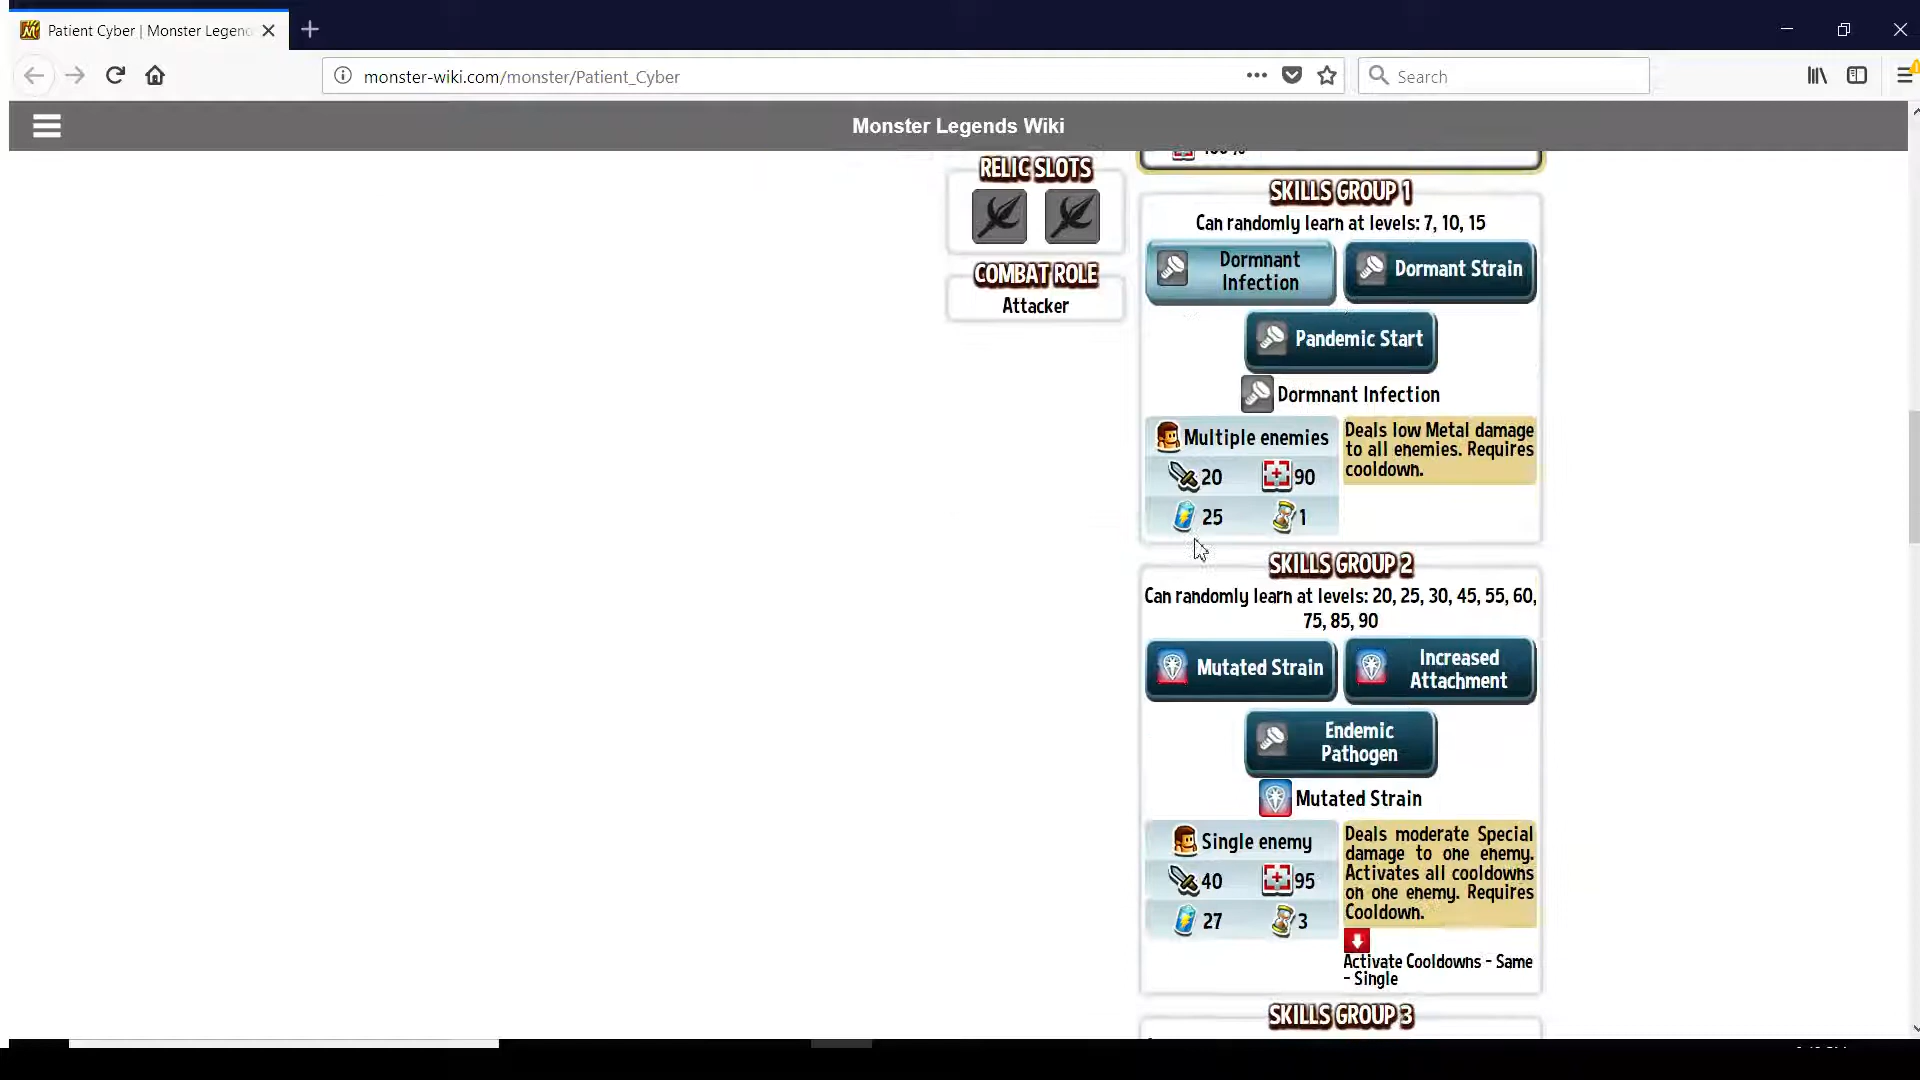 Patient Cyber | Monster Legend
monster-wiki.com/monster/Patient_Cyber
Search
Monster Legends Wiki
RELIC SLOTS
COMBAT ROLE
Attacker
100%
SKILLS GROUP 1
Can randomly learn at levels: 7, 10, 15
Dormnant
Infection
Dormant Strain
Pandemic Start
Dormnant Infection
Multiple enemies
20
90
25
1
Deals low Metal damage
to all enemies. Requires
cooldown.
SKILLS GROUP 2
Can randomly learn at levels: 20, 25, 30, 45, 55, 60,
75, 85, 90
Mutated Strain
Increased
Attachment
Endemic
Pathogen
Mutated Strain
Single enemy
40
95
27
3
Deals moderate Special
damage to one enemy.
Activates all cooldowns
on one enemy. Requires
Cooldown.
Activate Cooldowns - Same
- Single
SKILLS GROUP 3